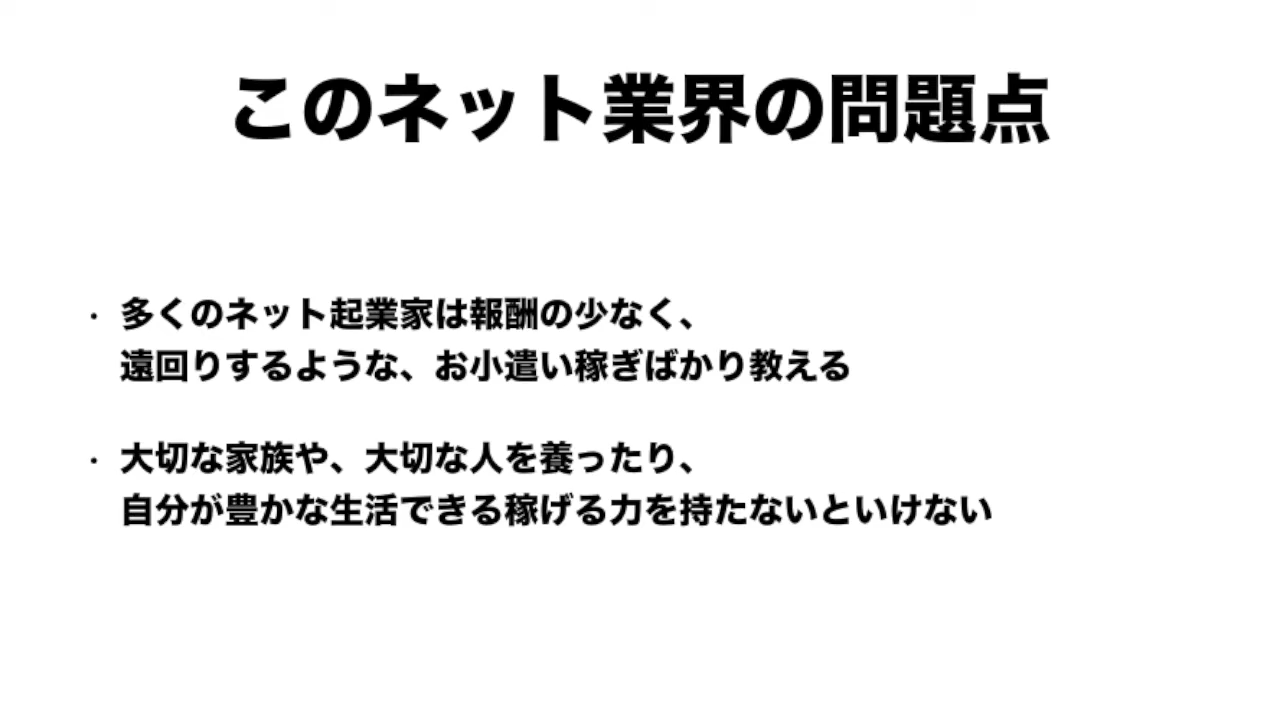 このネット業界の問題点
・多くのネット起業家は報酬の少なく、
遠回りするような、お小遣い稼ぎばかり教える
・大切な家族や、大切な人を養ったり、
自分が豊かな生活できる稼げる力を持たないといけない